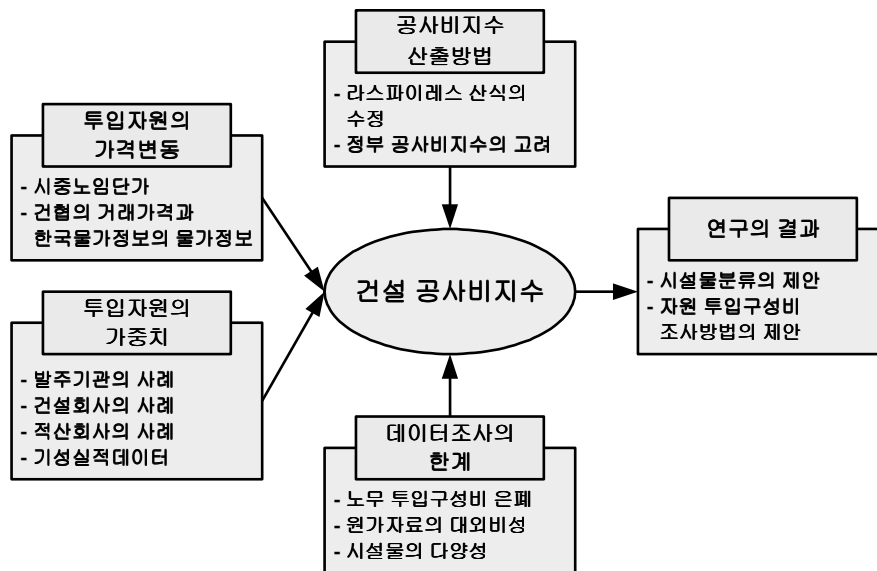 공사비지수
산출방법
- 라스파이레스 산식의
수정
- 정부 공사비지수의 고려
투입자원의
가격변동
- 시중노임단가
- 건협의 거래가격과
한국물가정보의 물가정보
투입자원의
가중치
- 발주기관의 사례
- 건설회사의 사례
- 적산회사의 사례
- 기성실적데이터
건설 공사비지수
데이터조사의
한계
- 노무 투입구성비 은폐
- 원가자료의 대외비성
- 시설물의 다양성
연구의 결과
- 시설물분류의 제안
- 자원 투입구성비
조사방법의 제안